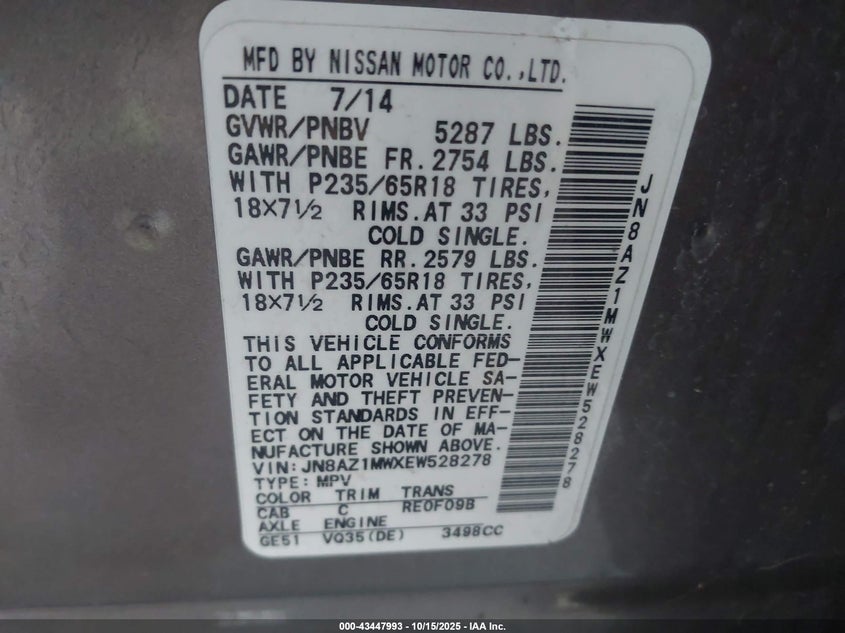 MFD BY NISSAN MOTOR CO.,LTD.
DATE 7/14
GVWR/PNBV 5287 LBS.
GAWR/PNBE FR. 2754 LBS.
WITH P235/65R18 TIRES,
18X7½ RIMS. AT 33 PSI
COLD SINGLE.
GAWR/PNBE RR. 2579 LBS.
WITH P235/65R18 TIRES,
18X7½ RIMS. AT 33 PSI
COLD SINGLE.
THIS VEHICLE CONFORMS
TO ALL APPLICABLE FED-
ERAL MOTOR VEHICLE SA-
FETY AND THEFT PREVEN-
TION STANDARDS IN EFF-
ECT ON THE DATE OF MA-
NUFACTURE SHOWN ABOVE.
VIN: JN8AZ1MWXEW528278
TYPE: MPV
COLOR TRIM TRANS
CAB C RE0F09B
AXLE ENGINE
GE51 VQ35(DE) 3498CC
JN8AZ1MWXEW528278
000-43447993 - 10/15/2025 - IAA Inc.